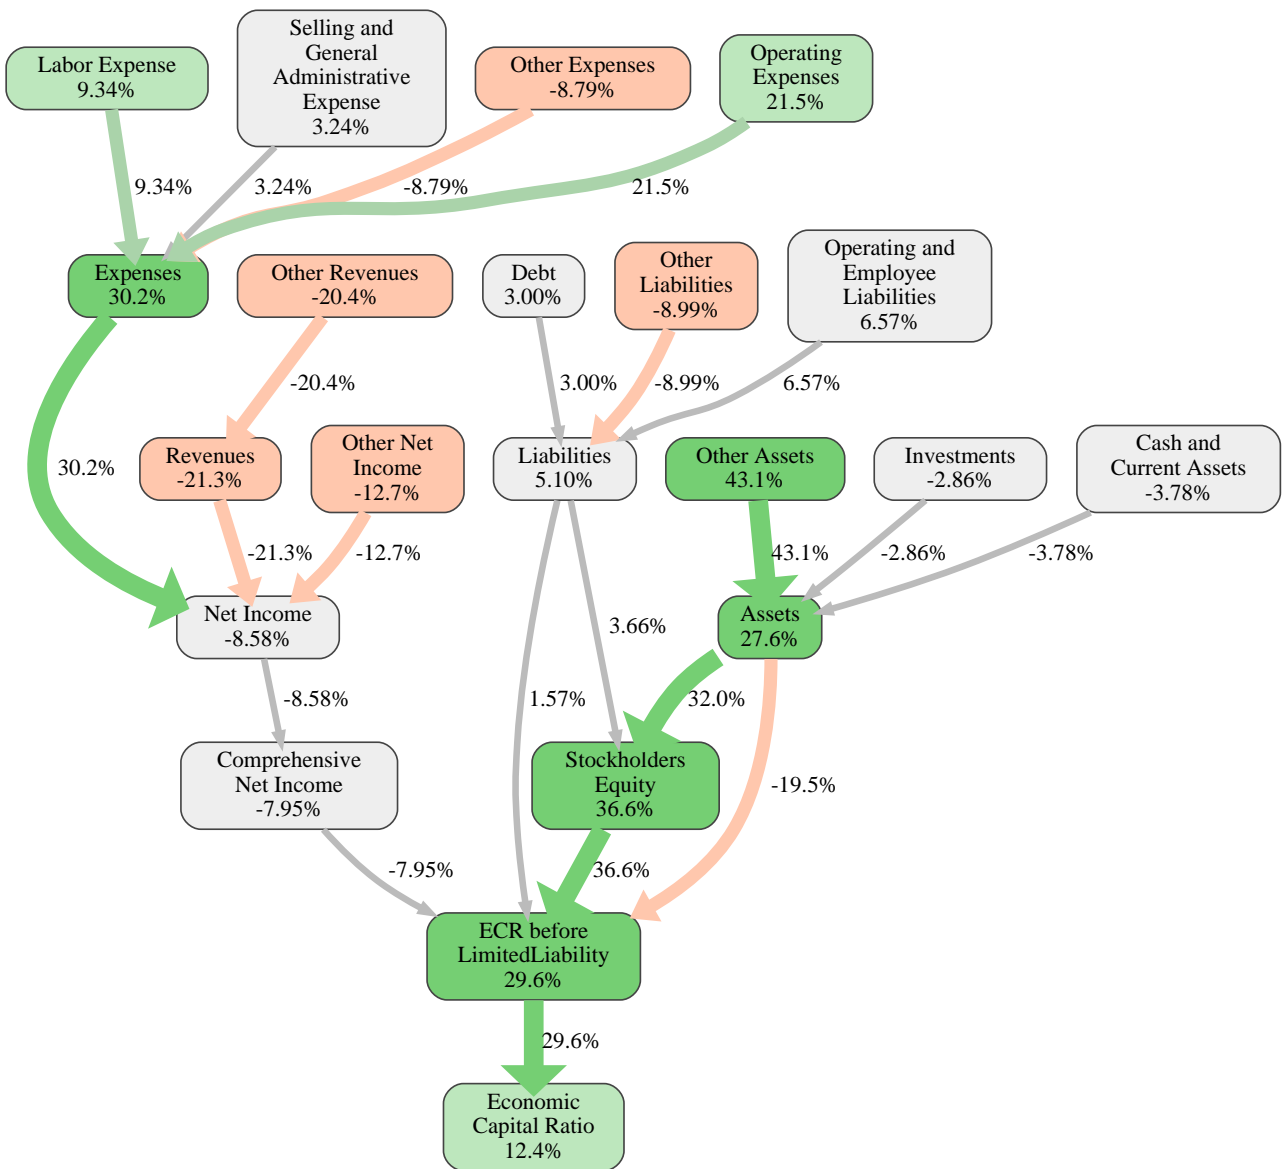 Labor Expense
9.34%
Selling and
General
Administrative
Expense
3.24%
Other Expenses
-8.79%
Operating
Expenses
21.5%
9.34%
3.24%
-8.79%
21.5%
Expenses
30.2%
Other Revenues
-20.4%
Debt
3.00%
Other
Liabilities
-8.99%
Operating and
Employee
Liabilities
6.57%
-20.4%
3.00%
-8.99%
6.57%
30.2%
Revenues
-21.3%
Other Net
Income
-12.7%
Liabilities
5.10%
Other Assets
43.1%
Investments
-2.86%
Cash and
Current Assets
-3.78%
-21.3%
-12.7%
43.1%
-2.86%
-3.78%
Net Income
-8.58%
3.66%
Assets
27.6%
-8.58%
1.57%
32.0%
Comprehensive
Net Income
-7.95%
Stockholders
Equity
36.6%
-19.5%
-7.95%
36.6%
ECR before
LimitedLiability
29.6%
29.6%
Economic
Capital Ratio
12.4%